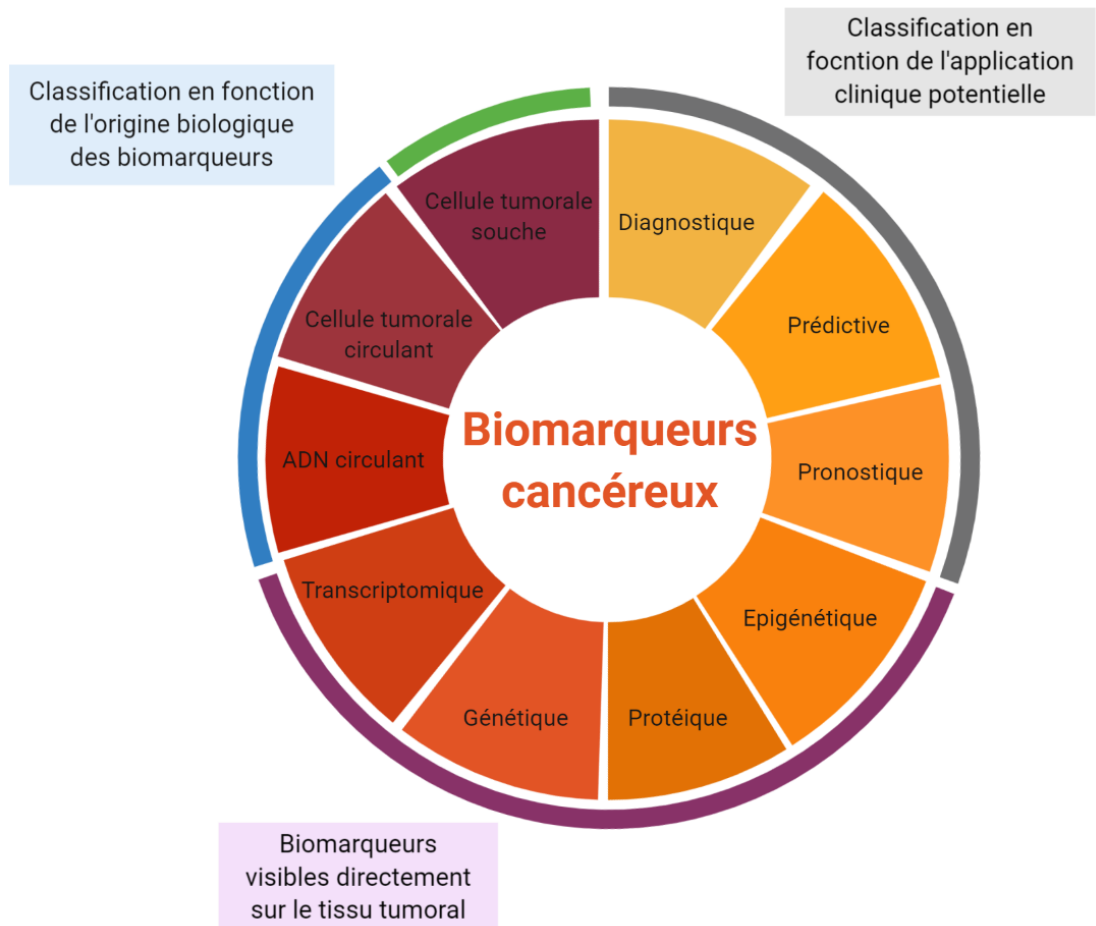 Classification en
focntion de l'application
clinique potentielle
Classification en fonction
de l'origine biologique
des biomarqueurs
Cellule tumorale
souche
Diagnostique
Cellule tumorale
circulant
Prédictive
ADN circulant
Biomarqueurs
cancéreux
Pronostique
Transcriptomique
Epigénétique
Génétique
Protéique
Biomarqueurs
visibles directement
sur le tissu tumoral